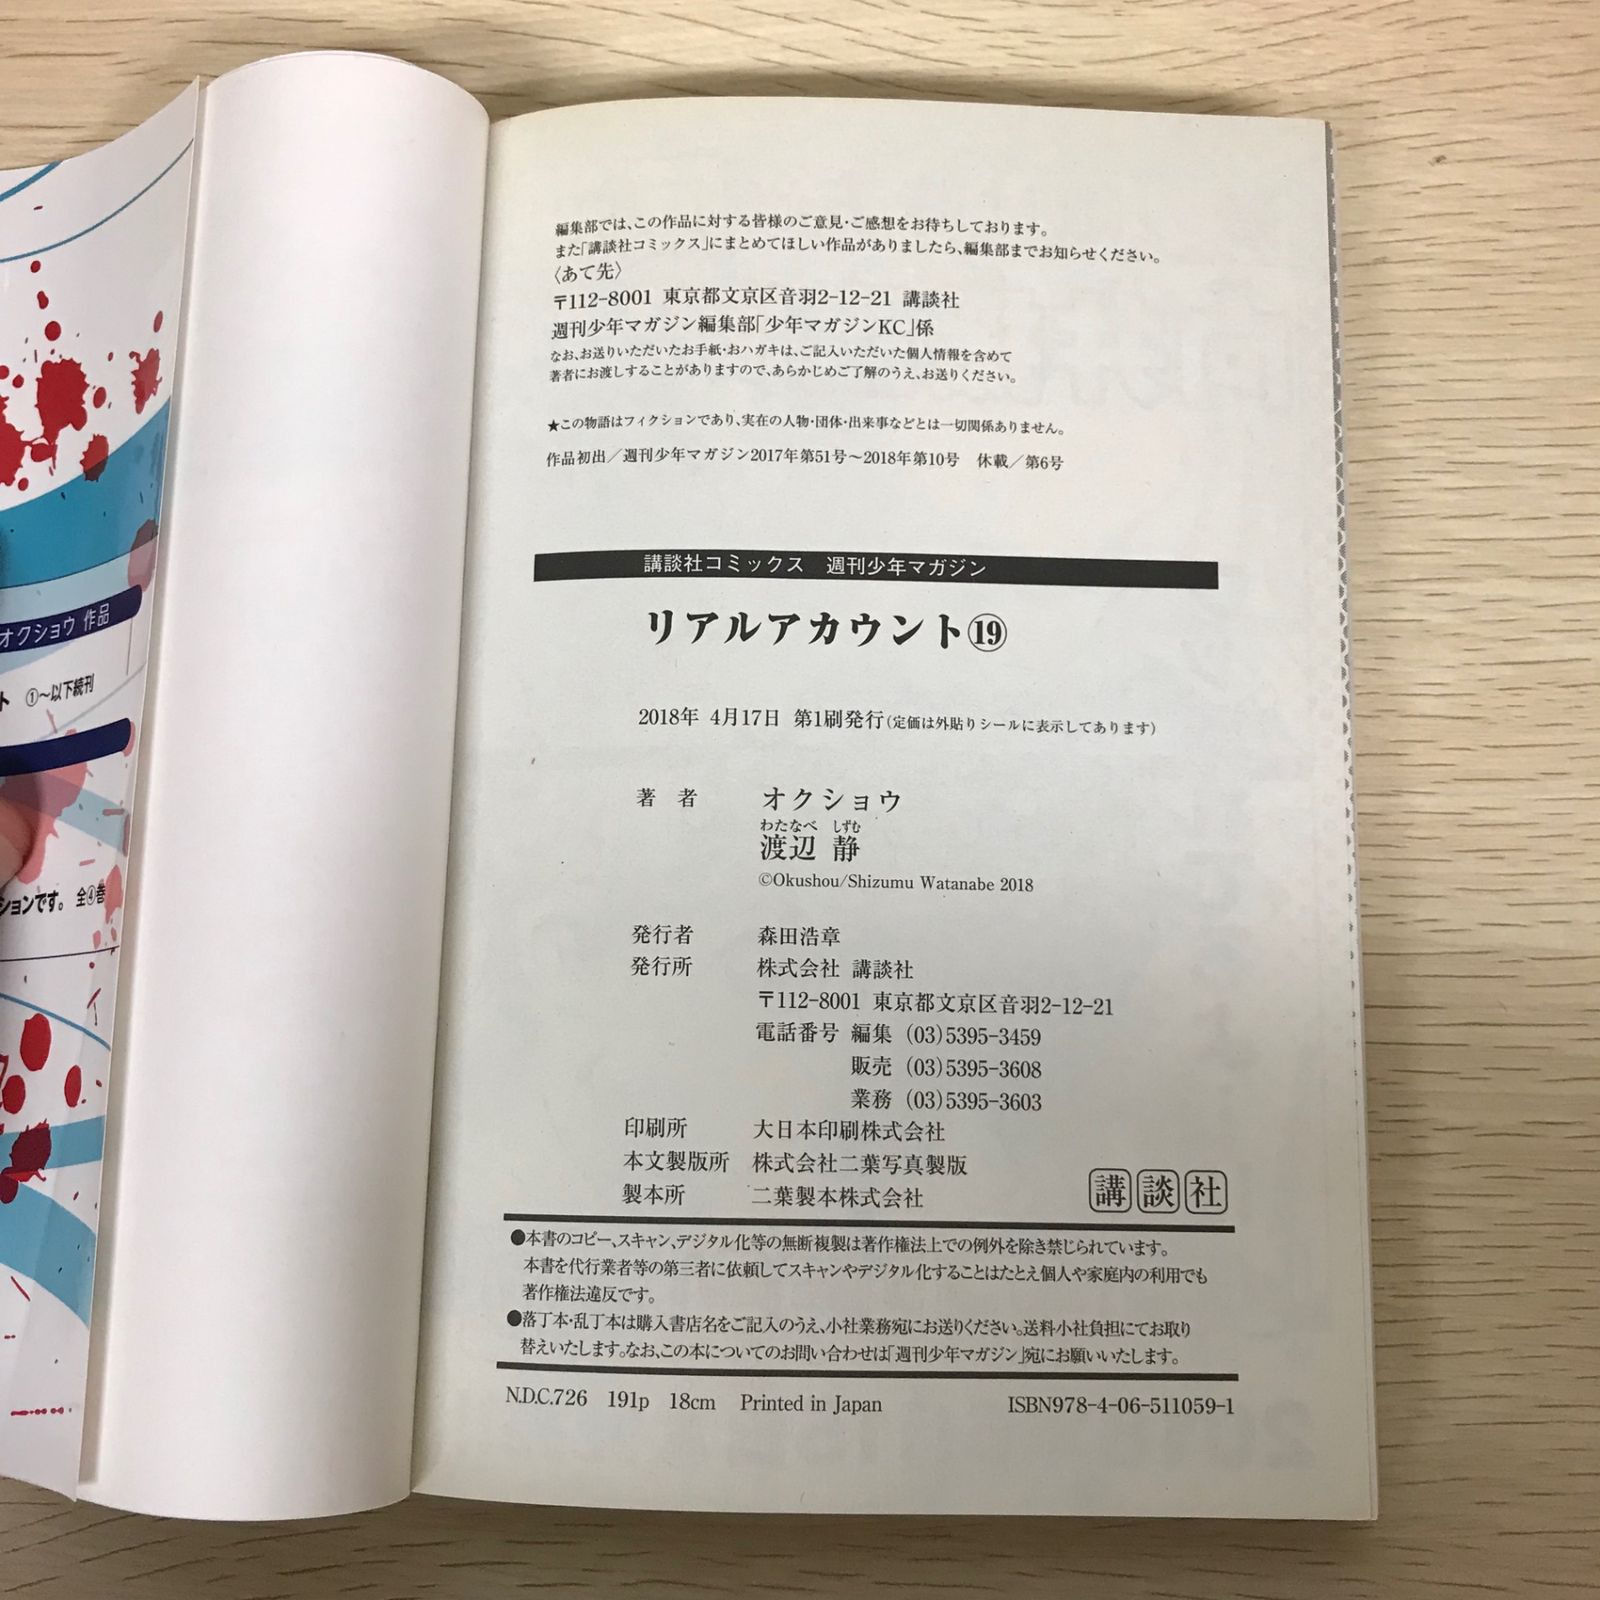 オクショウ 作品
ト ①〜以下続刊
ションです。 全④巻
編集部では、この作品に対する皆様のご意見・ご感想をお待ちしております。
また「講談社コミックス」にまとめてほしい作品がありましたら、編集部までお知らせください。
〈あて先〉
〒112-8001 東京都文京区音羽2-12-21 講談社
週刊少年マガジン編集部「少年マガジンKC」係
なお、お送りいただいたお手紙・おハガキは、ご記入いただいた個人情報を含めて
著者にお渡しすることがありますので、あらかじめご了解のうえ、お送りください。
★この物語はフィクションであり、実在の人物・団体・出来事などとは一切関係ありません。
作品初出／週刊少年マガジン2017年第51号〜2018年第10号 休載／第6号
講談社コミックス 週刊少年マガジン
リアルアカウント⑲
2018年 4月17日 第1刷発行(定価は外貼りシールに表示してあります)
著 者 オクショウ
わたなべ しずむ
渡辺 静
©Okushou/Shizumu Watanabe 2018
発行者 森田浩章
発行所 株式会社 講談社
〒112-8001 東京都文京区音羽2-12-21
電話番号 編集 (03)5395-3459
販売 (03)5395-3608
業務 (03)5395-3603
印刷所 大日本印刷株式会社
本文製版所 株式会社二葉写真製版
製本所 二葉製本株式会社
講談社
●本書のコピー、スキャン、デジタル化等の無断複製は著作権法上での例外を除き禁じられています。
本書を代行業者等の第三者に依頼してスキャンやデジタル化することはたとえ個人や家庭内の利用でも
著作権法違反です。
●落丁本・乱丁本は購入書店名をご記入のうえ、小社業務宛にお送りください。送料小社負担にてお取り
替えいたします。なお、この本についてのお問い合わせは「週刊少年マガジン」宛にお願いいたします。
N.D.C.726 191p 18cm Printed in Japan ISBN978-4-06-511059-1